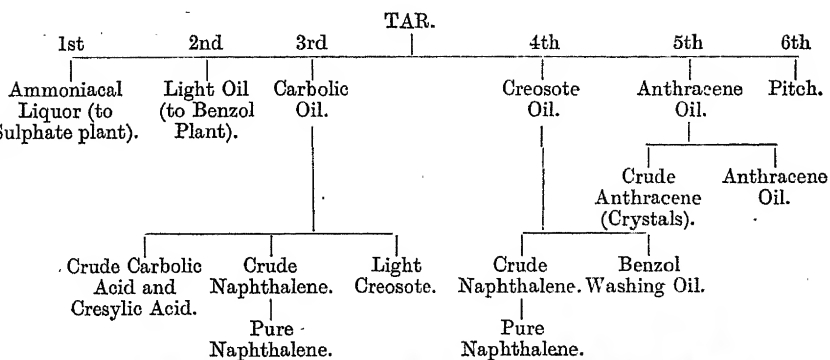 TAR.
1st 2nd 3rd 4th 5th 6th
Ammoniacal Light Oil Carbolic Creosote Anthracene Pitch.
Liquor (to (to Benzol Oil. Oil. Oil.
Sulphate plant). Plant).
Crude Anthracene
Anthracene Oil.
(Crystals).
Crude Carbolic Crude Light Crude Benzol
Acid and Naphthalene. Creosote. Naphthalene. Washing Oil.
Cresylic Acid.
Pure Pure
Naphthalene. Naphthalene.